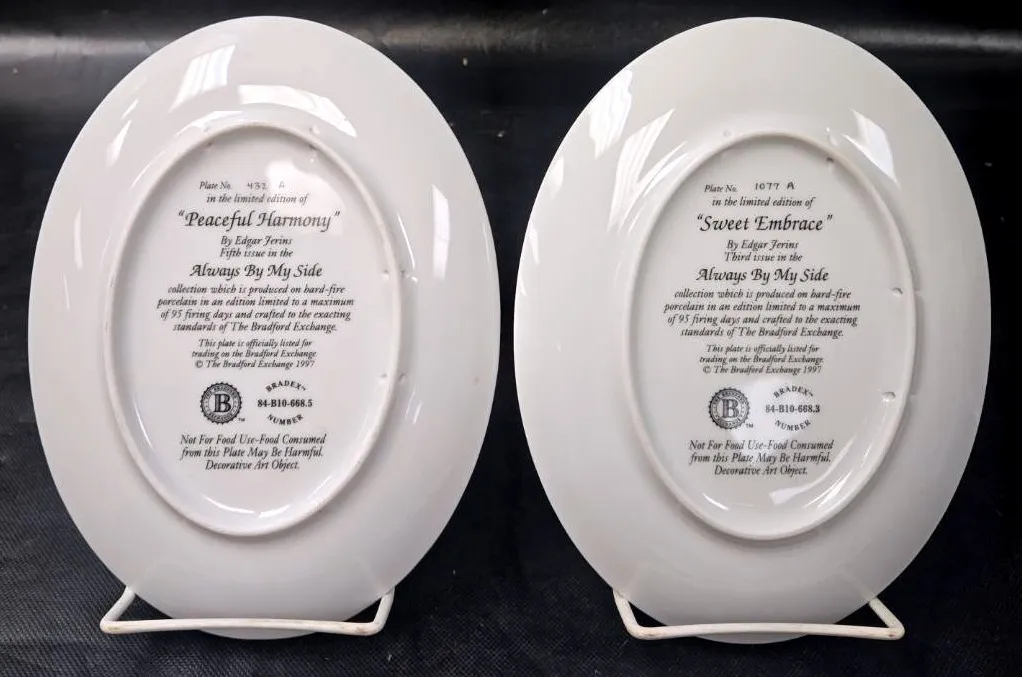 Plate No. 432 A
in the limited edition of
"Peaceful Harmony"
By Edgar Jerins
Fifth issue in the
Always By My Side
collection which is produced on hard-fire
porcelain in an edition limited to a maximum
of 95 firing days and crafted to the exacting
standards of The Bradford Exchange.
This plate is officially listed for
trading on the Bradford Exchange
© The Bradford Exchange 1997
B
™
BRADEX™
84-B10-668.5
NUMBER
Not For Food Use-Food Consumed
from this Plate May Be Harmful.
Decorative Art Object.
Plate No. 1077 A
in the limited edition of
"Sweet Embrace"
By Edgar Jerins
Third issue in the
Always By My Side
collection which is produced on hard-fire
porcelain in an edition limited to a maximum
of 95 firing days and crafted to the exacting
standards of The Bradford Exchange.
This plate is officially listed for
trading on the Bradford Exchange.
© The Bradford Exchange 1997
B
™
BRADEX™
84-B10-668.3
NUMBER
Not For Food Use-Food Consumed
from this Plate May Be Harmful.
Decorative Art Object.